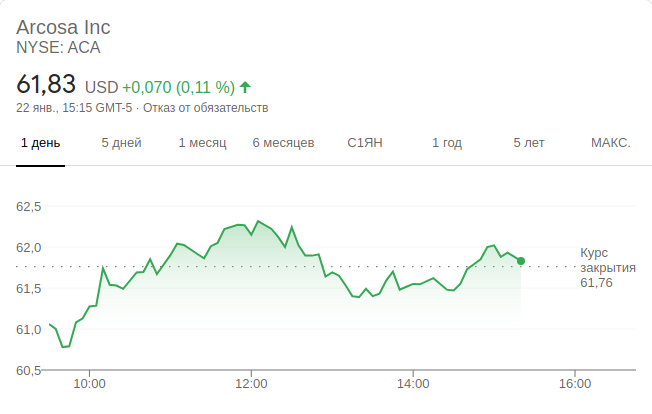 Arcosa Inc
NYSE: ACA
61,83 USD +0,070 (0,11 %)
22 янв., 15:15 GMT-5 · Отказ от обязательств
1 день 5 дней 1 месяц 6 месяцев С1ЯН 1 год 5 лет МАКС.
62,5
62,0
Курс
закрытия
61,76
61,5
61,0
60,5
10:00 12:00 14:00 16:00